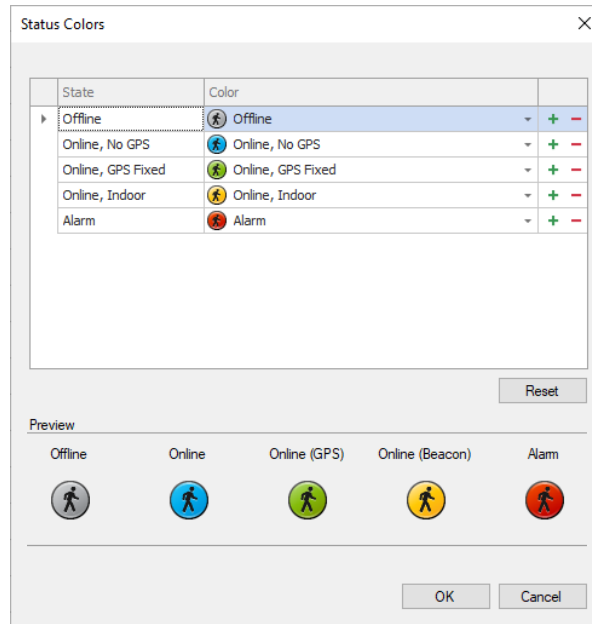 Status Colors
State Color
Offline Offline
Online, No GPS Online, No GPS
Online, GPS Fixed Online, GPS Fixed
Online, Indoor Online, Indoor
Alarm Alarm
Reset
Preview
Offline Online Online (GPS) Online (Beacon) Alarm
OK Cancel